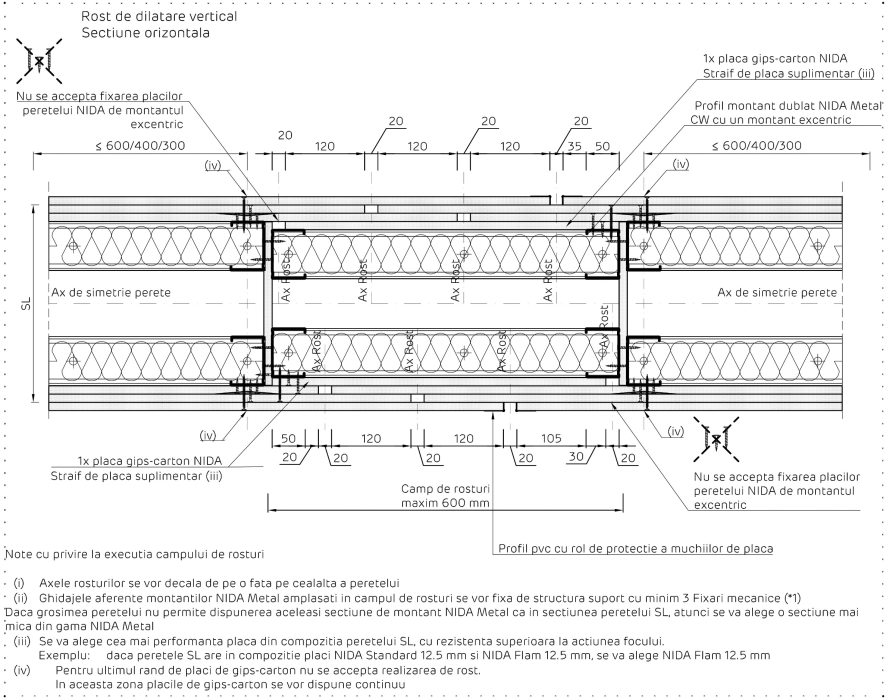 Rost de dilatare vertical
Sectiune orizontala
1x placa gips-carton NIDA
Straif de placa suplimentar (iii)
Nu se accepta fixarea placilor
peretelui NIDA de montantul
excentric
Profil montant dublat NIDA Metal
CW cu un montant excentric
20
20
20
20
≤ 600/400/300
120
120
120
35
50
≤ 600/400/300
(iv)
(iv)
Ax Rost
Ax Rost
Ax Rost
Ax Rost
Ax de simetrie perete
Ax de simetrie perete
SL
Ax Rost
Ax Rost
Ax Rost
Ax Rost
(iv)
(iv)
50
120
120
105
20
20
20
20
30
20
1x placa gips-carton NIDA
Straif de placa suplimentar (iii)
Camp de rosturi
maxim 600 mm
Nu se accepta fixarea placilor
peretelui NIDA de montantul
excentric
Profil pvc cu rol de protectie a muchiilor de placa
Note cu privire la executia campului de rosturi
(i) Axele rosturilor se vor decala de pe o fata pe cealalta a peretelui
(ii) Ghidajele aferente montantilor NIDA Metal amplasati in campul de rosturi se vor fixa de structura suport cu minim 3 Fixari mecanice (*1)
Daca grosimea peretelui nu permite dispunerea aceleasi sectiune de montant NIDA Metal ca in sectiunea peretelui SL, atunci se va alege o sectiune mai
mica din gama NIDA Metal
(iii) Se va alege cea mai performanta placa din compozitia peretelui SL, cu rezistenta superioara la actiunea focului.
Exemplu: daca peretele SL are in compozitie placi NIDA Standard 12.5 mm si NIDA Flam 12.5 mm, se va alege NIDA Flam 12.5 mm
(iv) Pentru ultimul rand de placi de gips-carton nu se accepta realizarea de rost.
In aceasta zona placile de gips-carton se vor dispune continuu